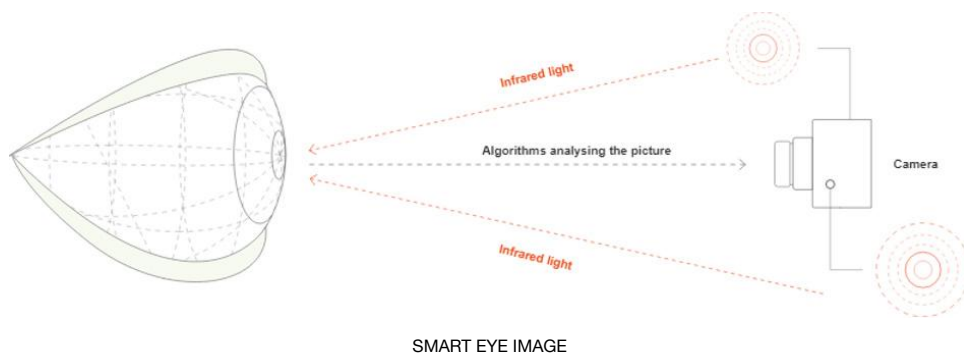 Infrared light
Algorithms analysing the picture
Camera
Infrared light
SMART EYE IMAGE